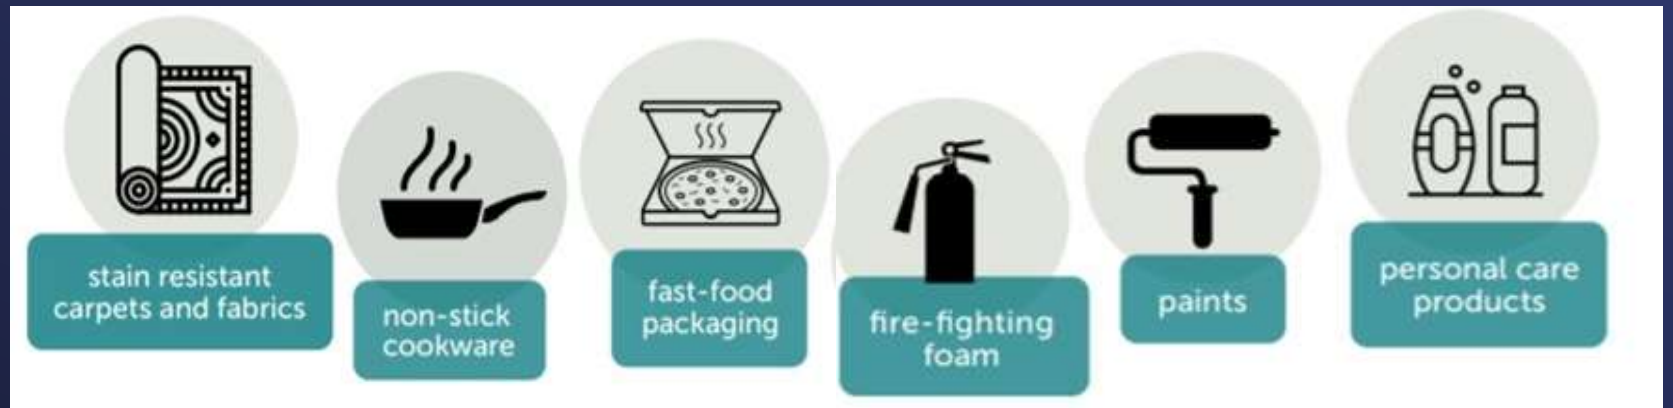 stain resistant
carpets and fabrics
non-stick
cookware
fast-food
packaging
fire-fighting
foam
paints
personal care
products